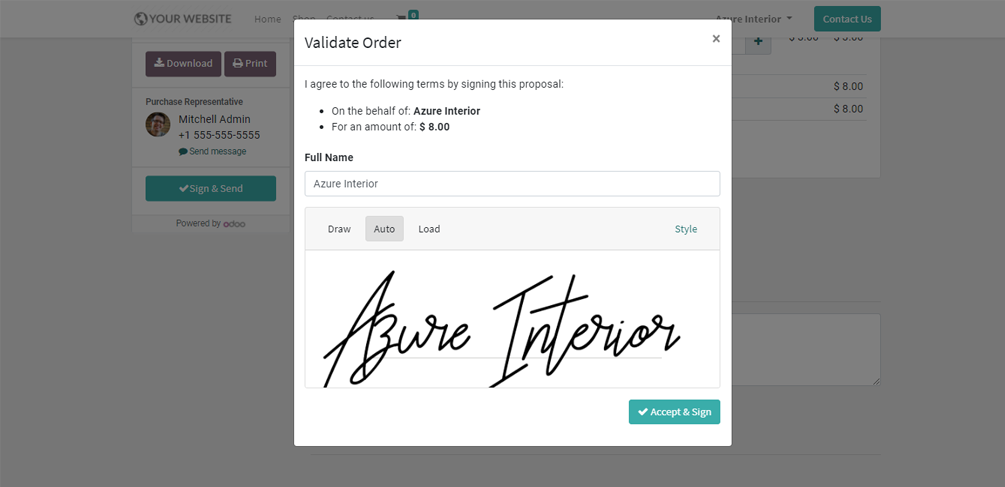 YOUR WEBSITE
Home Shop Contact us 0 Azure Interior Contact Us
Validate Order ×
Download Print
I agree to the following terms by signing this proposal:
Purchase Representative
Mitchell Admin
+1 555-555-5555
Send message
• On the behalf of: Azure Interior
• For an amount of: $ 8.00
Full Name
Azure Interior
Sign & Send
Powered by odoo
Draw Auto Load Style
Azure Interior
Accept & Sign
$ 8.00
$ 8.00